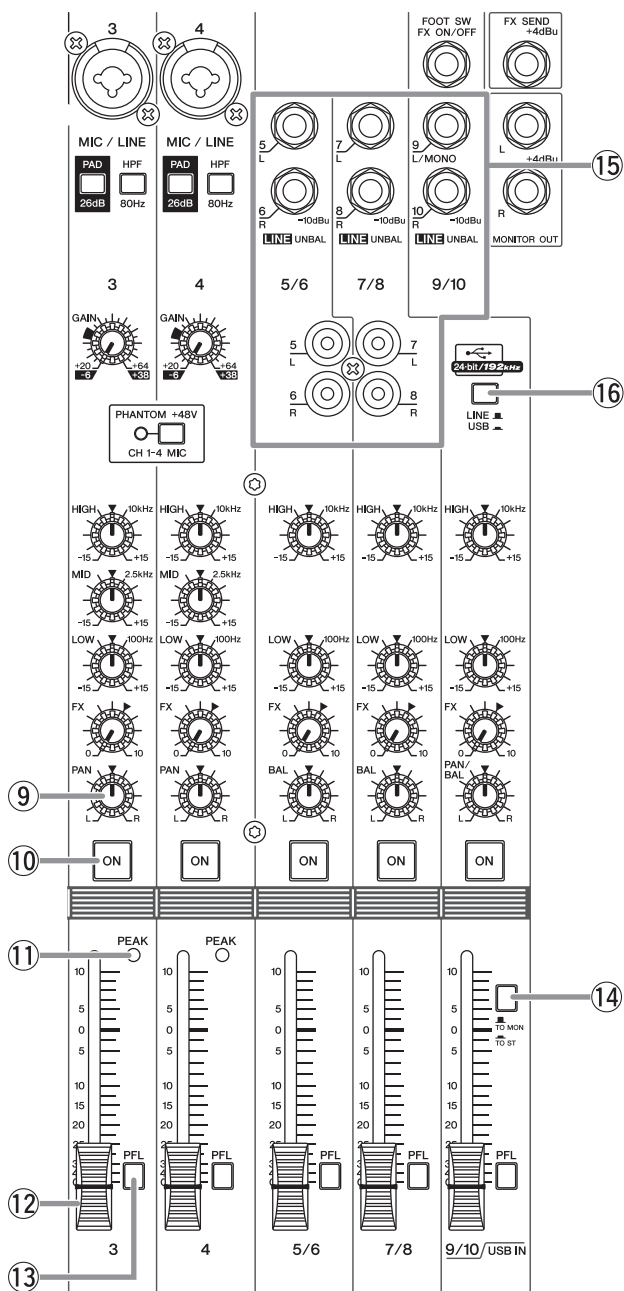 FOOT SW FX SEND
FX ON/OFF +4dBu
3 4
5 7 9 L
L L L/MONO +4dBu
⑮
MIC / LINE MIC / LINE
PAD HPF PAD HPF
26dB 80Hz 26dB 80Hz
6 8 10 R
R -10dBu R -10dBu R -10dBu
LINE UNBAL LINE UNBAL LINE UNBAL MONITOR OUT
3 4 5/6 7/8 9/10
GAIN GAIN
+20 +64 +20 +64
-6 +38 -6 +38
5 7
L L
6 8
R R
24-bit/192kHz
⑯
LINE
USB
PHANTOM +48V
CH 1-4 MIC
HIGH 10kHz HIGH 10kHz HIGH 10kHz HIGH 10kHz HIGH 10kHz
-15 +15 -15 +15 -15 +15 -15 +15 -15 +15
MID 2.5kHz MID 2.5kHz
-15 +15 -15 +15
LOW 100Hz LOW 100Hz LOW 100Hz LOW 100Hz LOW 100Hz
-15 +15 -15 +15 -15 +15 -15 +15 -15 +15
FX FX FX FX FX
0 10 0 10 0 10 0 10 0 10
⑨ PAN PAN BAL BAL PAN/
BAL
L R L R L R L R L R
⑩ ON ON ON ON ON
⑪ PEAK PEAK
10 10 10 10 10
⑭
5 5 5 5 5
TO MON
0 0 0 0 0
TO ST
5 5 5 5 5
10 10 10 10 10
15 15 15 15 15
20 20 20 20 20
PFL PFL PFL PFL PFL
⑫
⑬
3 4 5/6 7/8 9/10 USB IN